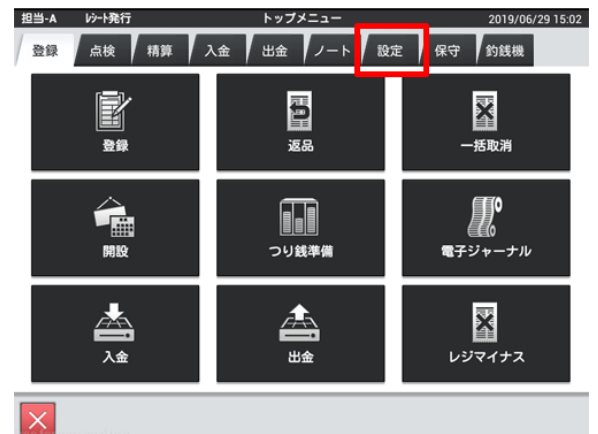 担当-A ﾚｼｰﾄ発行 トップメニュー 2019/06/29 15:02
登録 点検 精算 入金 出金 ノート 設定 保守 釣銭機
登録 返品 一括取消
開設 つり銭準備 電子ジャーナル
入金 出金 レジマイナス